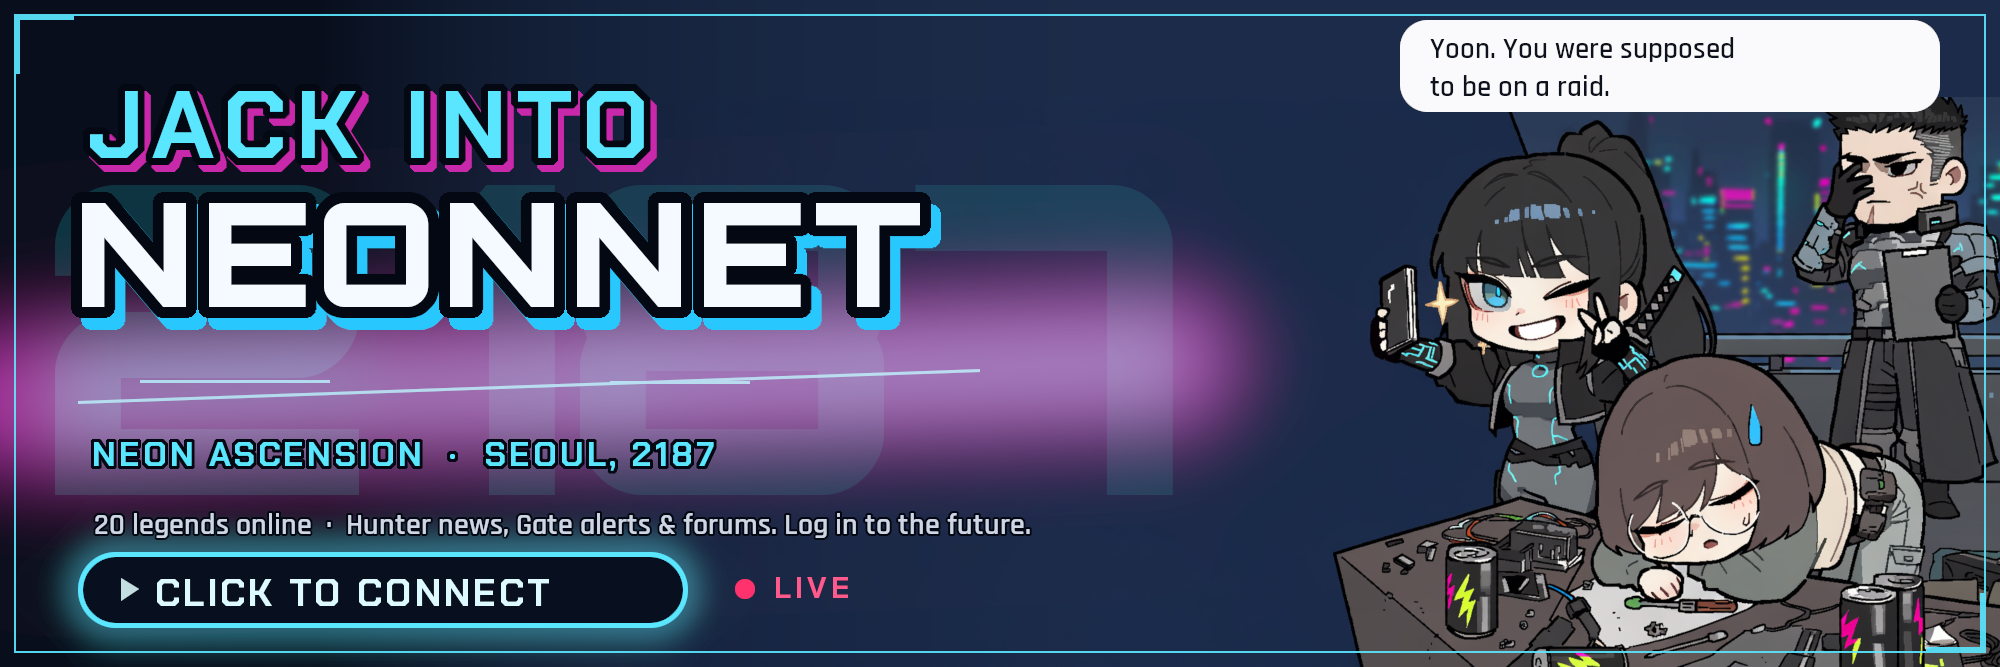 JACK INTO
NEONNET
2187
NEON ASCENSION · SEOUL, 2187
20 legends online · Hunter news, Gate alerts & forums. Log in to the future.
▶ CLICK TO CONNECT
LIVE
Yoon. You were supposed
to be on a raid.